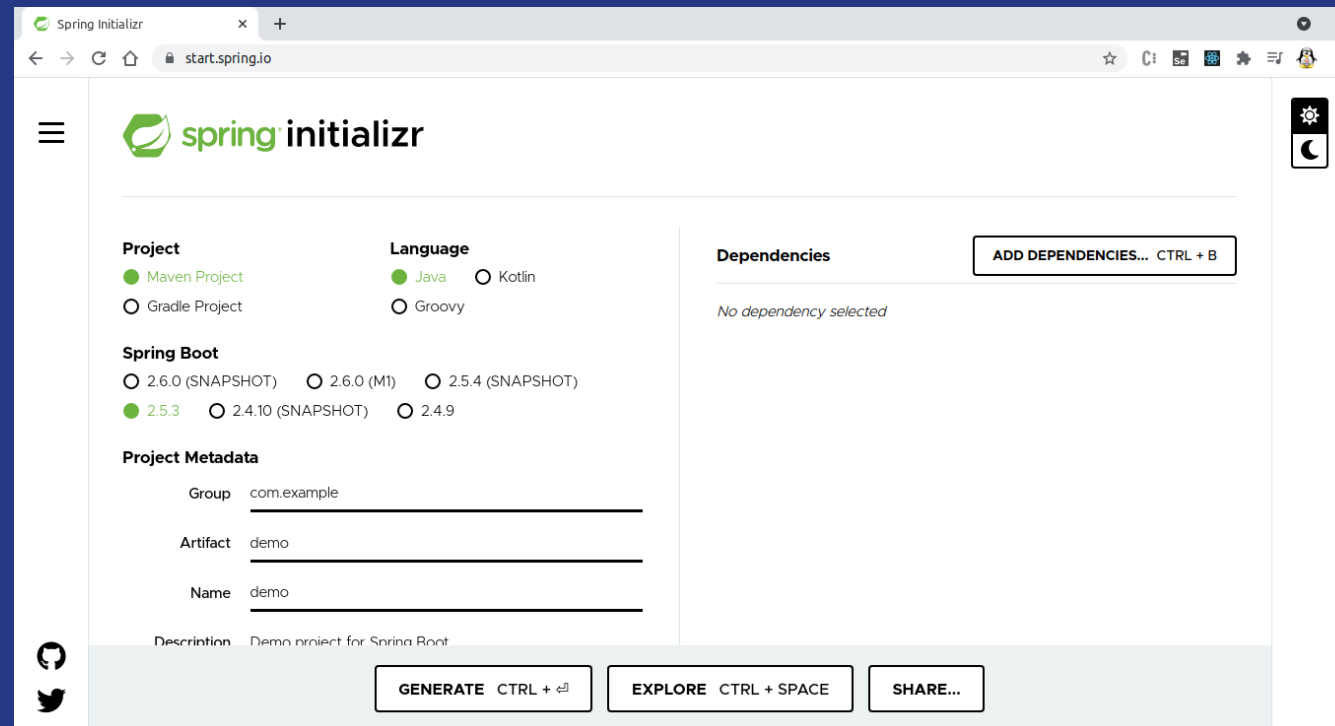 Spring Initializr
start.spring.io
Se
spring initializr
Project
Maven Project
Gradle Project
Language
Java Kotlin
Groovy
Spring Boot
2.6.0 (SNAPSHOT) 2.6.0 (M1) 2.5.4 (SNAPSHOT)
2.5.3 2.4.10 (SNAPSHOT) 2.4.9
Project Metadata
Group com.example
Artifact demo
Name demo
Description Demo project for Spring Boot
Dependencies
ADD DEPENDENCIES... CTRL + B
No dependency selected
GENERATE CTRL + ⏎
EXPLORE CTRL + SPACE
SHARE...